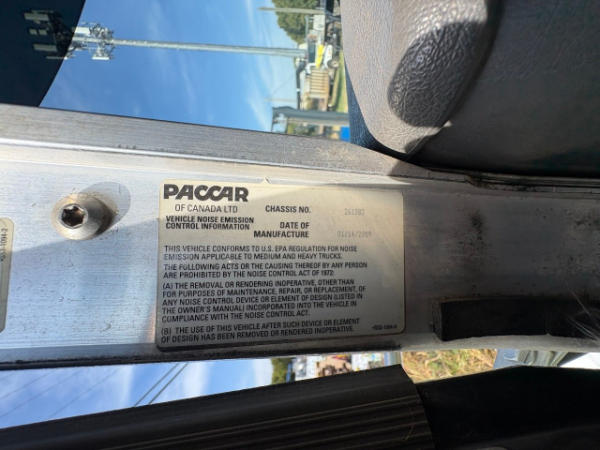 PACCAR
OF CANADA LTD
CHASSIS NO.
VEHICLE NOISE EMISSION
CONTROL INFORMATION
DATE OF
MANUFACTURE
THIS VEHICLE CONFORMS TO U.S. EPA REGULATION FOR NOISE
EMISSION APPLICABLE TO MEDIUM AND HEAVY TRUCKS.
THE FOLLOWING ACTS OR THE CAUSING THEREOF BY ANY PERSON
ARE PROHIBITED BY THE NOISE CONTROL ACT OF 1972:
(A) THE REMOVAL OR RENDERING INOPERATIVE, OTHER THAN
FOR PURPOSES OF MAINTENANCE, REPAIR, OR REPLACEMENT, OF
ANY NOISE CONTROL DEVICE OR ELEMENT OF DESIGN (LISTED IN
THE OWNER'S MANUAL) INCORPORATED INTO THE VEHICLE IN
COMPLIANCE WITH THE NOISE CONTROL ACT.
(B) THE USE OF THIS VEHICLE AFTER SUCH DEVICE OR ELEMENT
OF DESIGN HAS BEEN REMOVED OR RENDERED INOPERATIVE.